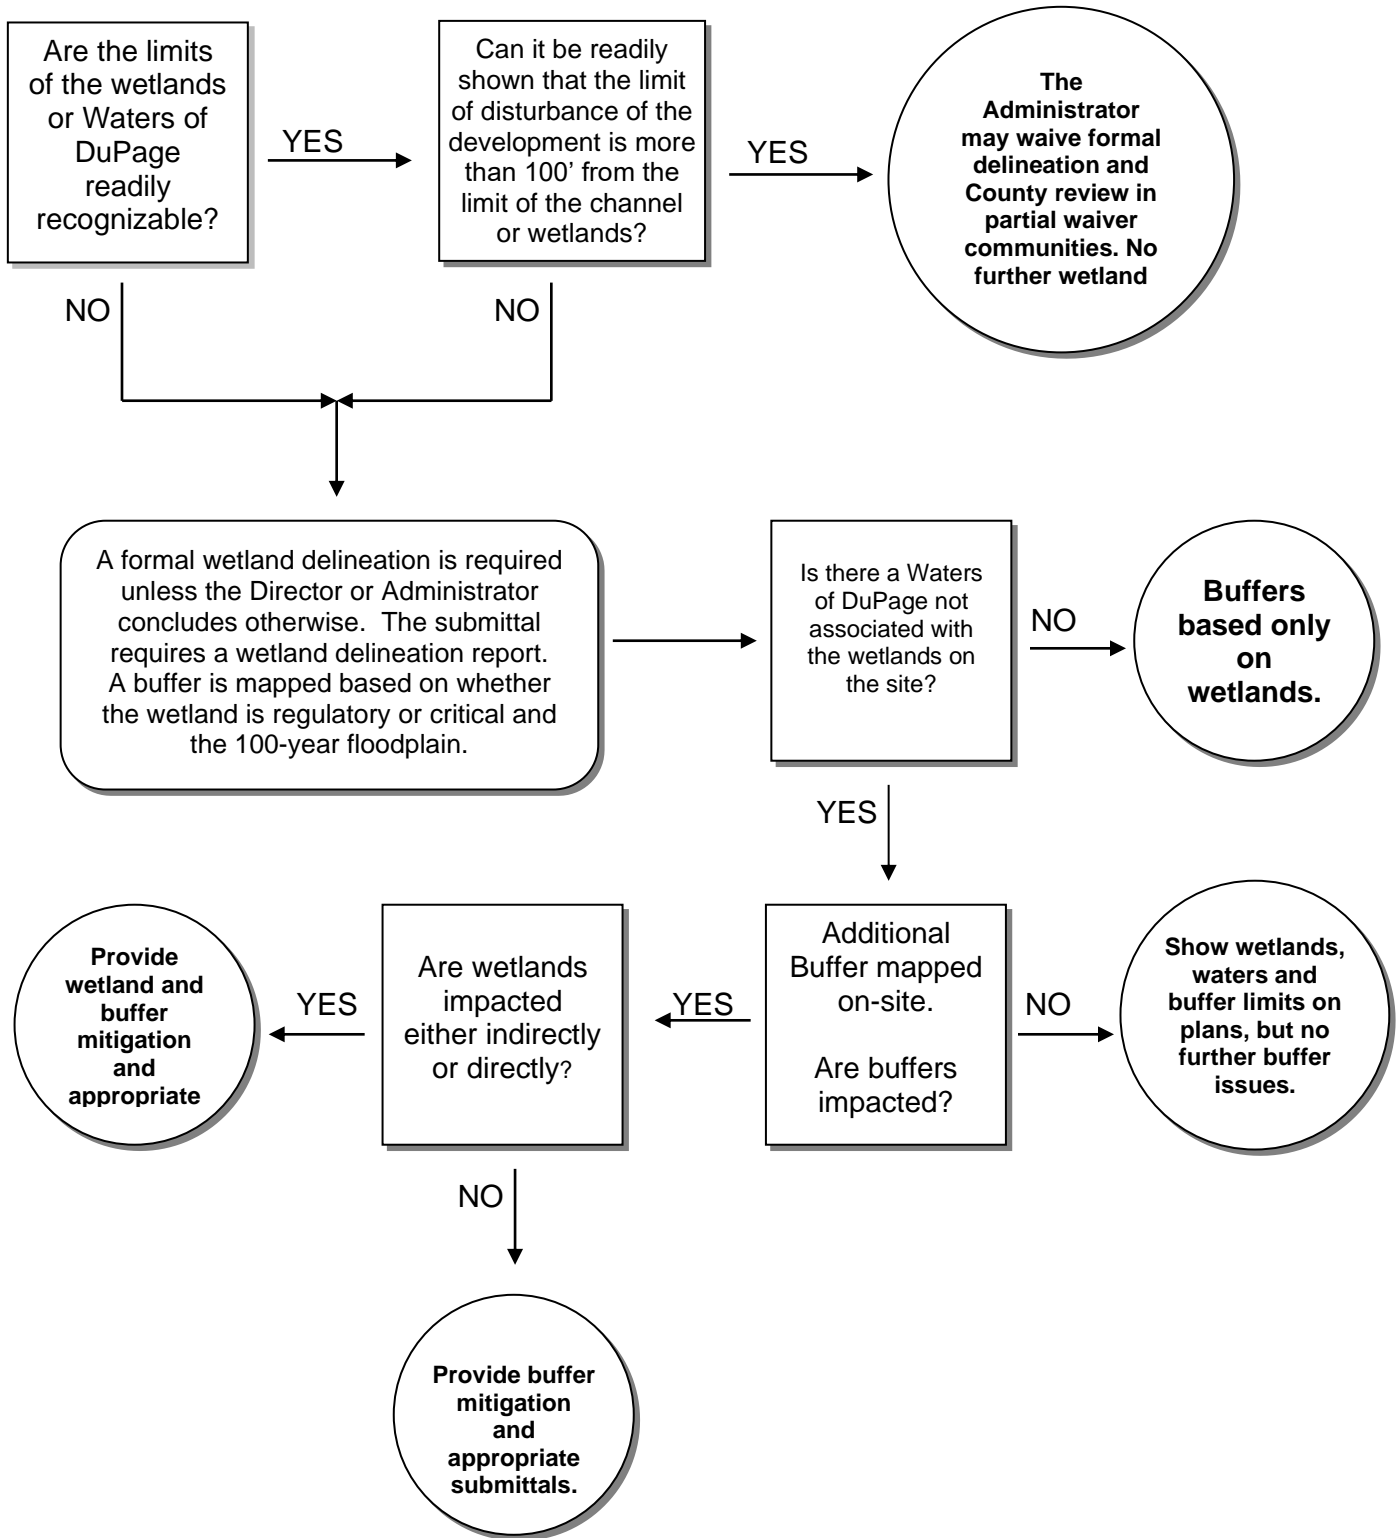 Are the limits
of the wetlands
or Waters of
DuPage
readily
recognizable?
YES
Can it be readily
shown that the limit
of disturbance of the
development is more
than 100’ from the
limit of the channel
or wetlands?
YES
The
Administrator
may waive formal
delineation and
County review in
partial waiver
communities. No
further wetland
NO
NO
A formal wetland delineation is required
unless the Director or Administrator
concludes otherwise.  The submittal
requires a wetland delineation report.
A buffer is mapped based on whether
the wetland is regulatory or critical and
the 100-year floodplain.
Is there a Waters
of DuPage not
associated with
the wetlands on
the site?
NO
Buffers
based only
on
wetlands.
YES
Additional
Buffer mapped
on-site.
Are buffers
impacted?
NO
Show wetlands,
waters and
buffer limits on
plans, but no
further buffer
issues.
YES
Are wetlands
impacted
either indirectly
or directly?
YES
Provide
wetland and
buffer
mitigation
and
appropriate
NO
Provide buffer
mitigation
and
appropriate
submittals.